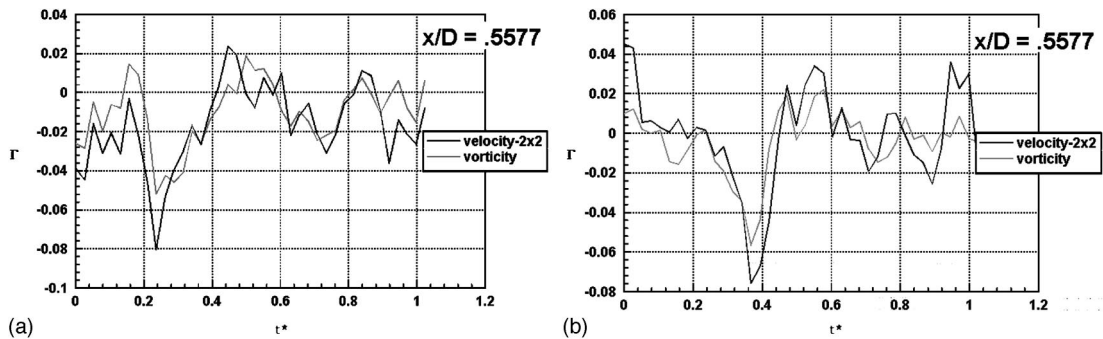 0.04
0.02
0
-0.02
-0.04
-0.06
-0.08
-0.1
Γ
x/D = .5577
velocity-2x2
vorticity
0
0.2
0.4
0.6
0.8
1
1.2
t*
(a)
0.06
0.04
0.02
0
-0.02
-0.04
-0.06
-0.08
Γ
x/D = .5577
velocity-2x2
vorticity
0
0.2
0.4
0.6
0.8
1
1.2
t*
(b)